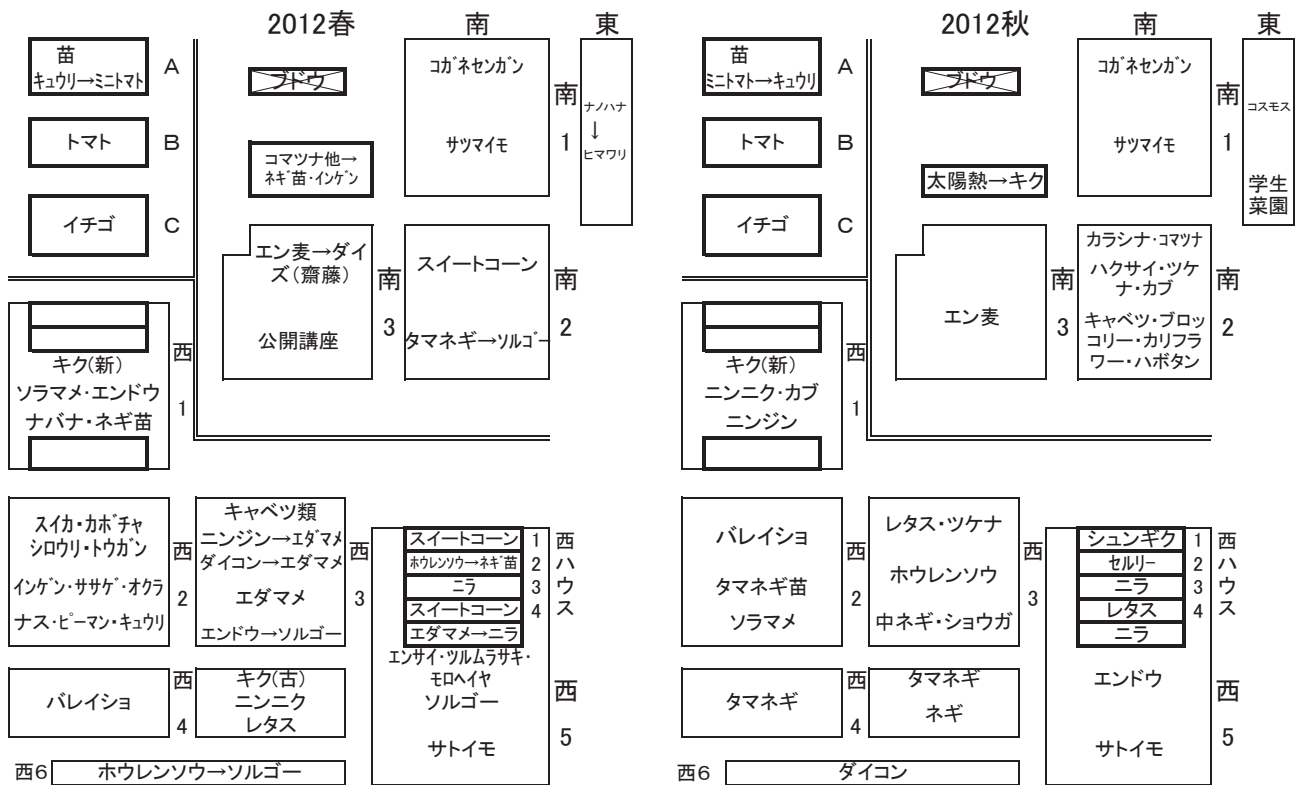 2012春
南
東
苗
キュウリ→ミニトマト
A
トマト
B
イチゴ
C
ブドウ
コマツナ他→
ネギ苗・インゲン
コガネセンガン
サツマイモ
南
1
ナノハナ
↓
ヒマワリ
エン麦→ダイ
ズ(齋藤)
公開講座
南
3
スイートコーン
タマネギ→ソルゴー
南
2
キク(新)
ソラマメ・エンドウ
ナバナ・ネギ苗
西
1
スイカ・カボチャ
シロウリ・トウガン
インゲン・ササゲ・オクラ
ナス・ピーマン・キュウリ
西
2
キャベツ類
ニンジン→エダマメ
ダイコン→エダマメ
エダマメ
エンドウ→ソルゴー
西
3
スイートコーン 1
ホウレンソウ→ネギ苗 2
ニラ 3
スイートコーン 4
エダマメ→ニラ
西
ハ
ウ
ス
エンサイ・ツルムラサキ・
モロヘイヤ
ソルゴー
サトイモ
西
5
バレイショ
西
4
キク(古)
ニンニク
レタス
西6
ホウレンソウ→ソルゴー
2012秋
南
東
苗
ミニトマト→キュウリ
A
トマト
B
イチゴ
C
ブドウ
太陽熱→キク
コガネセンガン
サツマイモ
南
1
コスモス
学生
菜園
エン麦
南
3
カラシナ・コマツナ
ハクサイ・ツケ
ナ・カブ
キャベツ・ブロッ
コリー・カリフラ
ワー・ハボタン
南
2
キク(新)
ニンニク・カブ
ニンジン
西
1
バレイショ
タマネギ苗
ソラマメ
西
2
レタス・ツケナ
ホウレンソウ
中ネギ・ショウガ
西
3
シュンギク 1
セルリー 2
ニラ 3
レタス 4
ニラ
西
ハ
ウ
ス
エンドウ
サトイモ
西
5
タマネギ
西
4
タマネギ
ネギ
西6
ダイコン